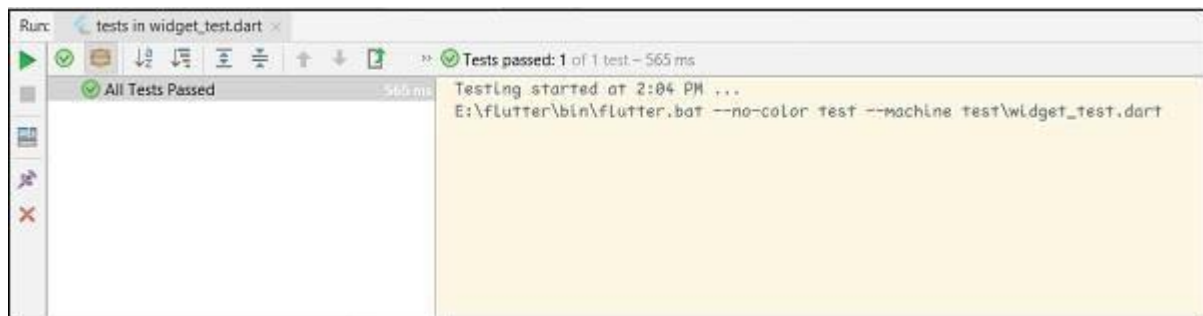 Run: tests in widget_test.dart ×
» Tests passed: 1 of 1 test – 565 ms
All Tests Passed 565 ms
Testing started at 2:04 PM ...
E:\flutter\bin\flutter.bat --no-color test --machine test\widget_test.dart